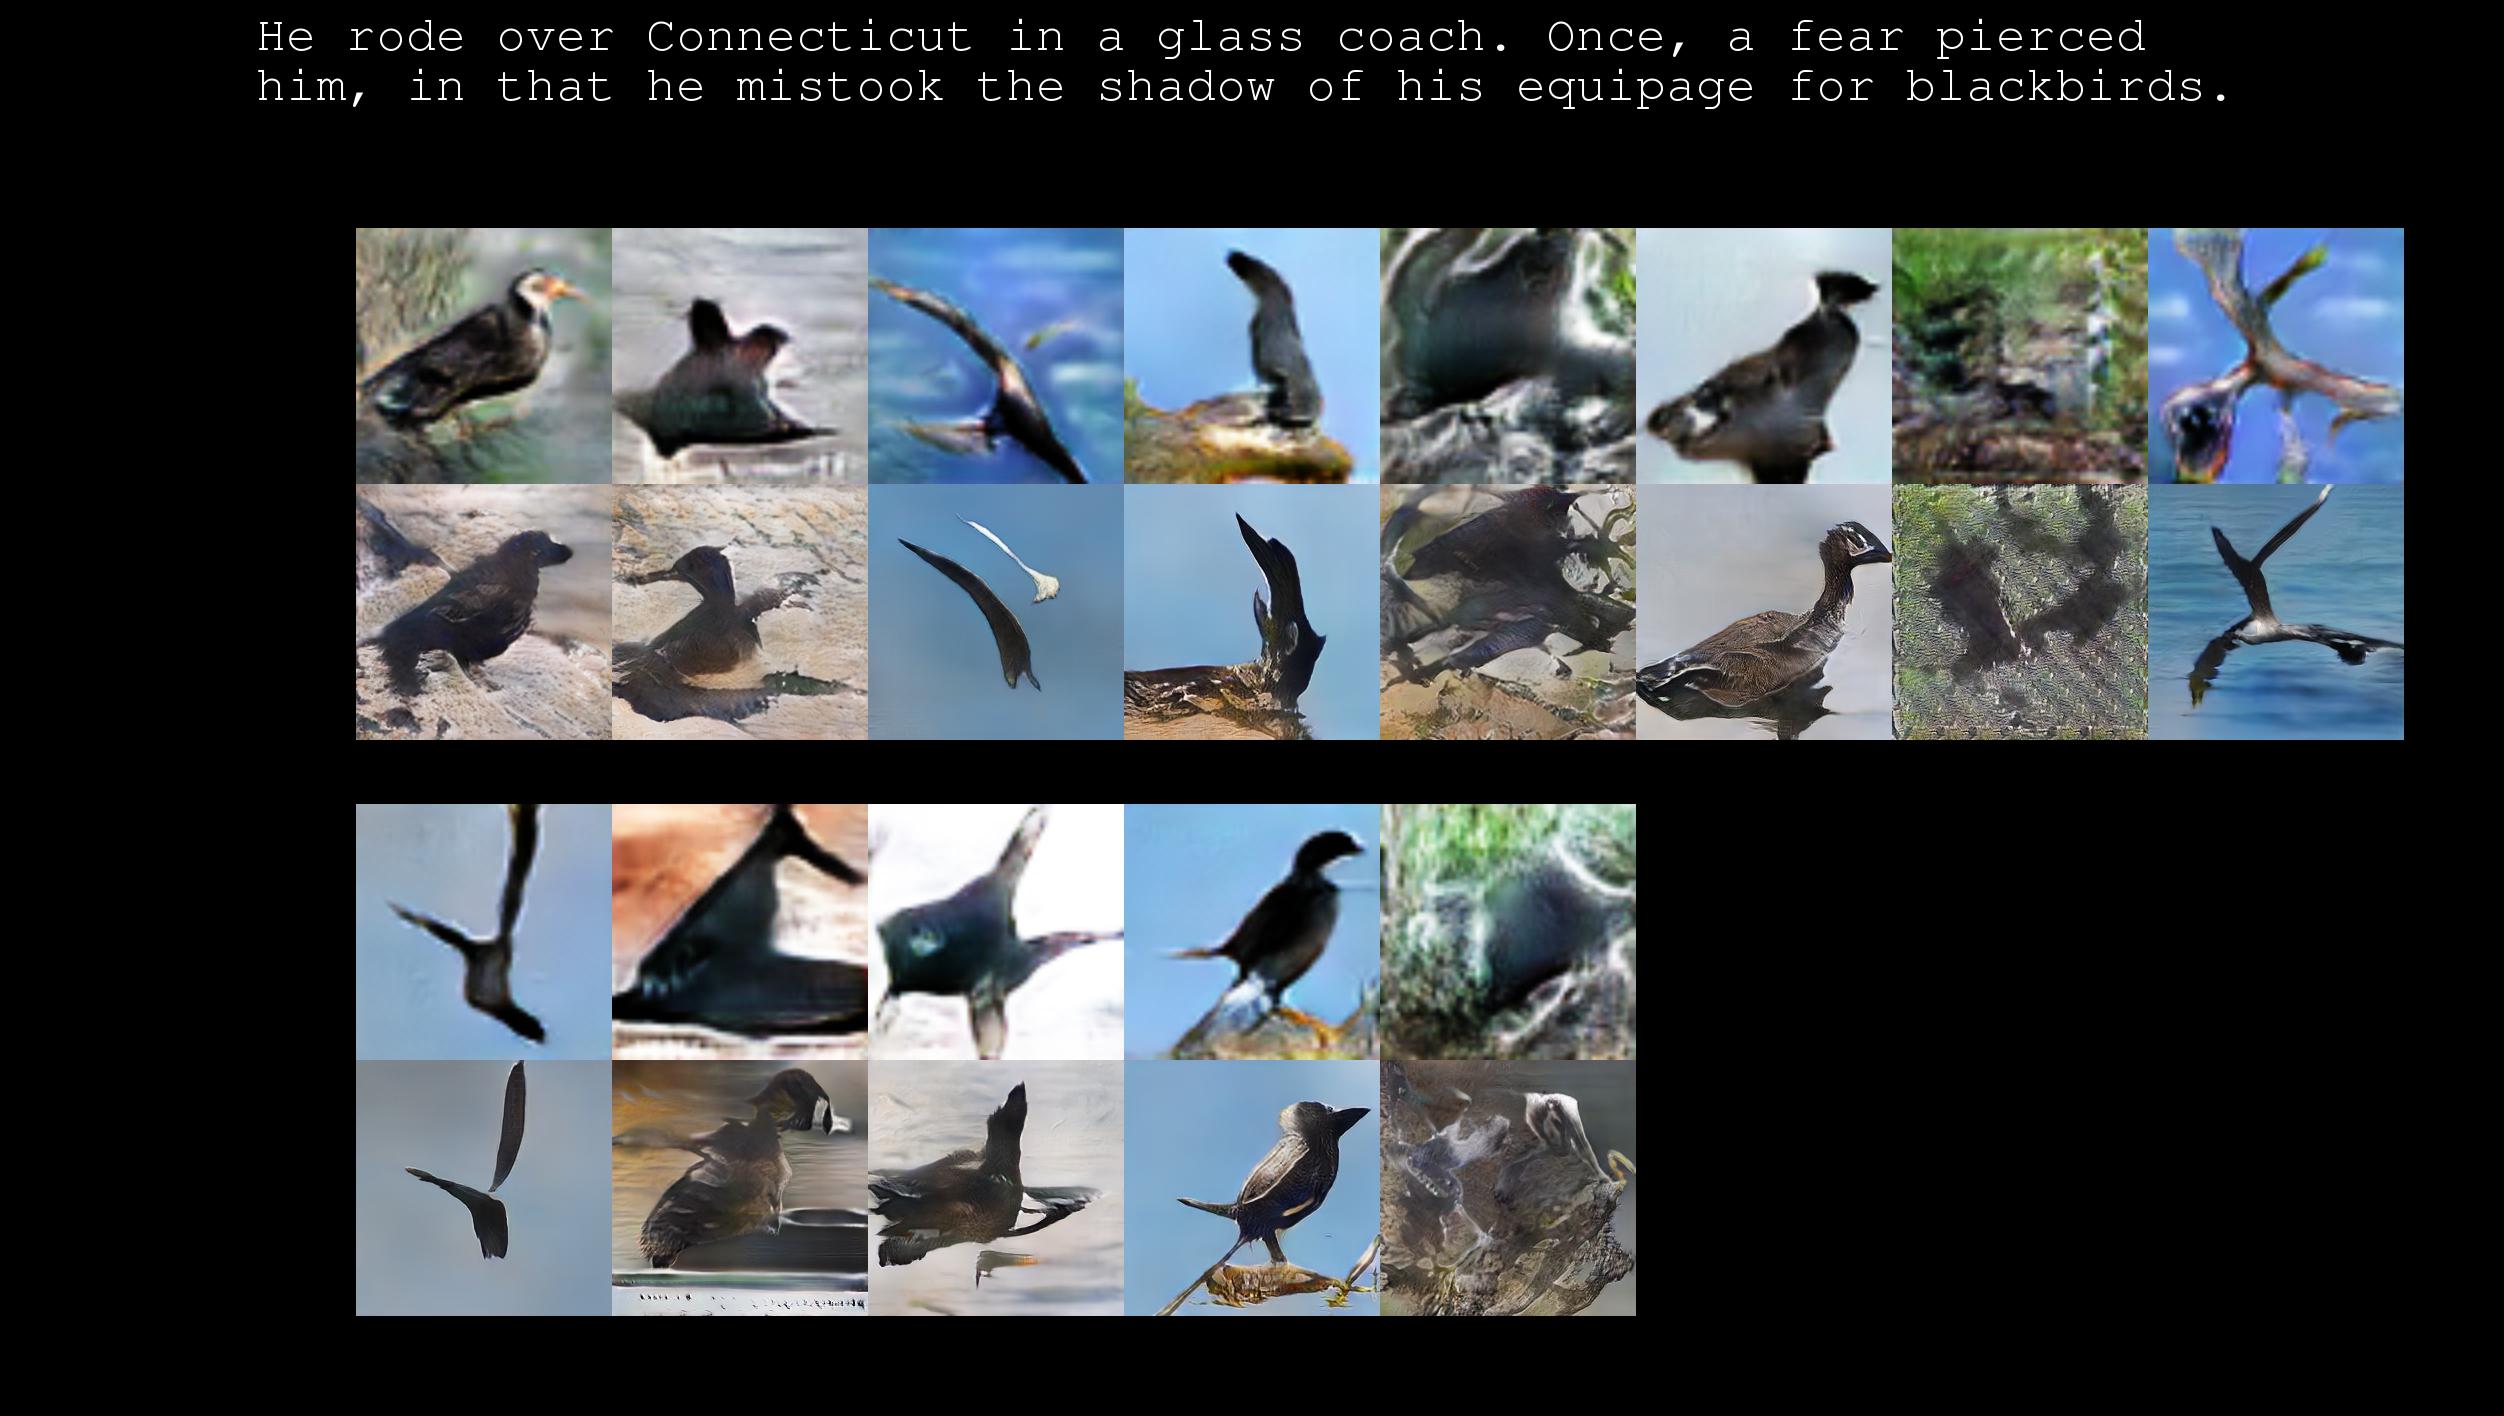 He rode over Connecticut in a glass coach. Once, a fear pierced
him, in that he mistook the shadow of his equipage for blackbirds.